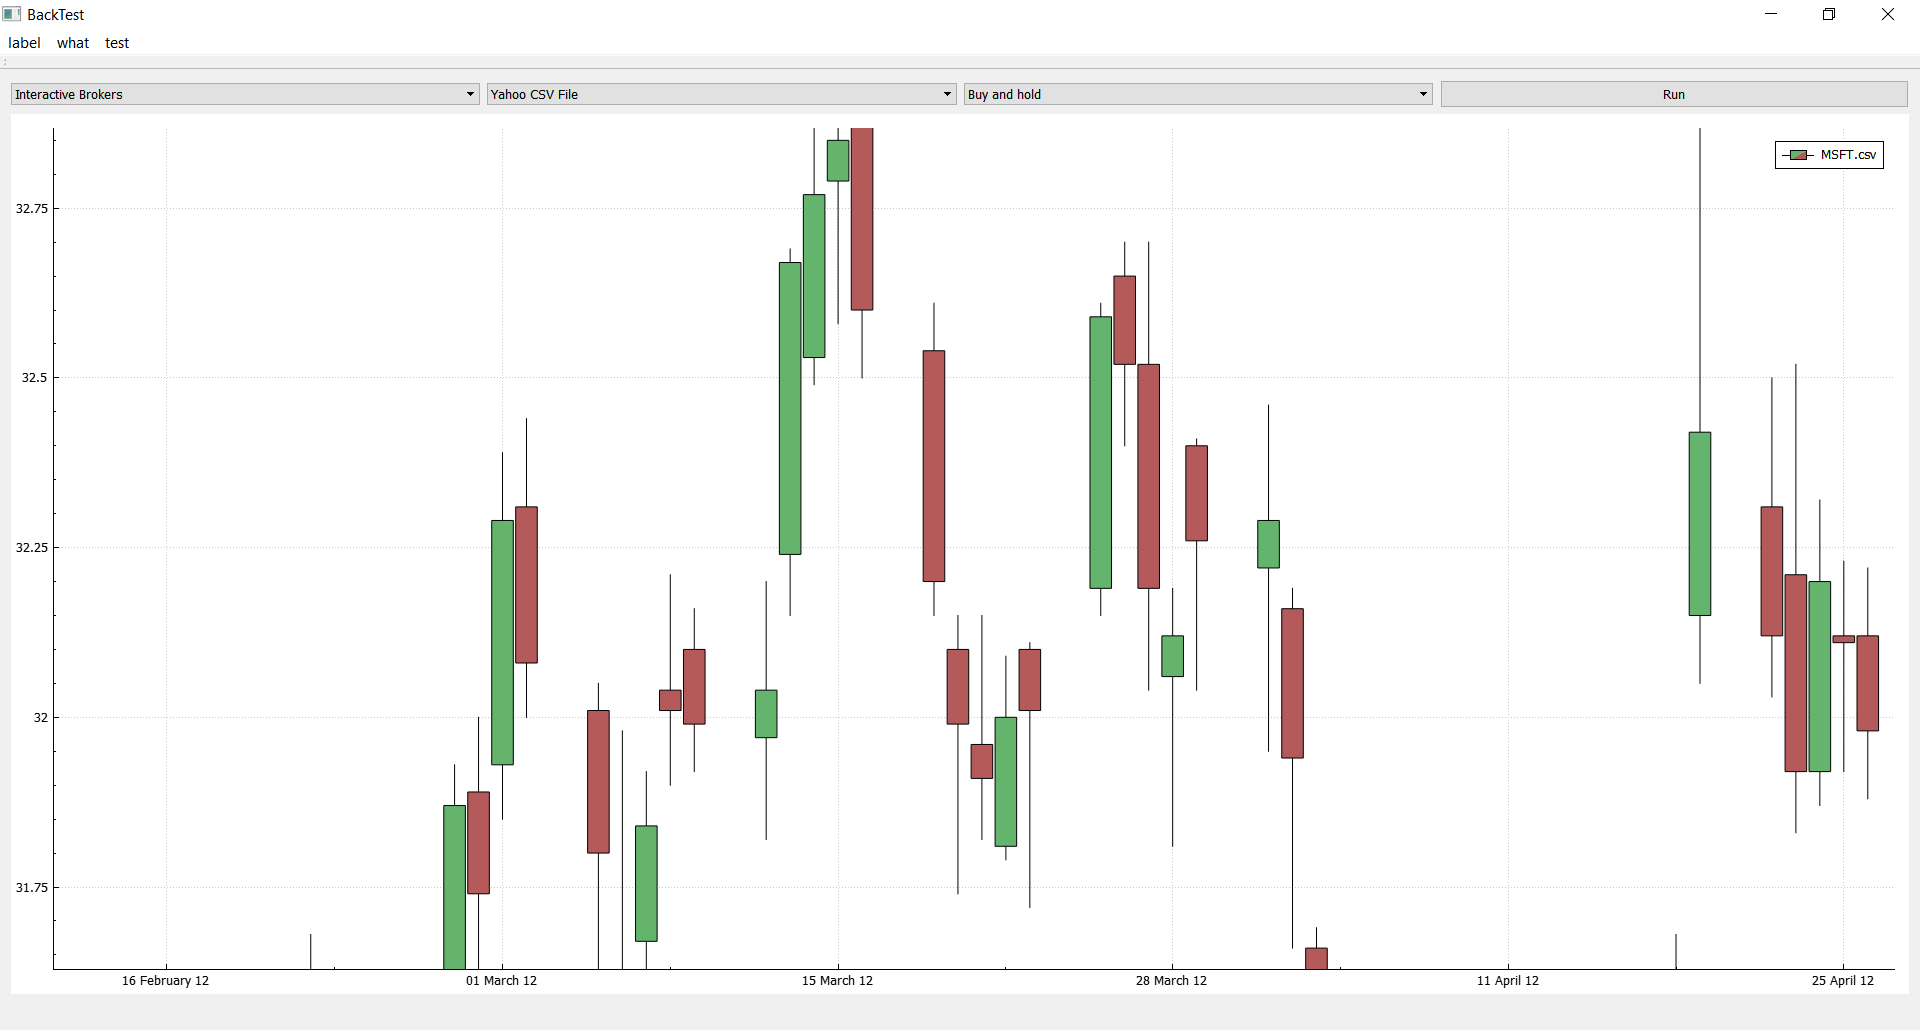 BackTest
label what test
Interactive Brokers Yahoo CSV File Buy and hold Run
MSFT.csv
32.75
32.5
32.25
32
31.75
16 February 12 01 March 12 15 March 12 28 March 12 11 April 12 25 April 12